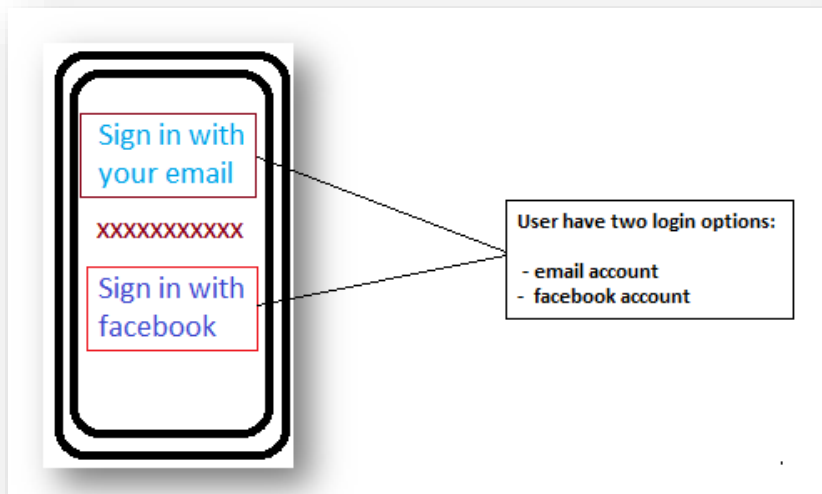 Sign in with
your email
xxxxxxxxxxx
Sign in with
facebook
User have two login options:
- email account
- facebook account